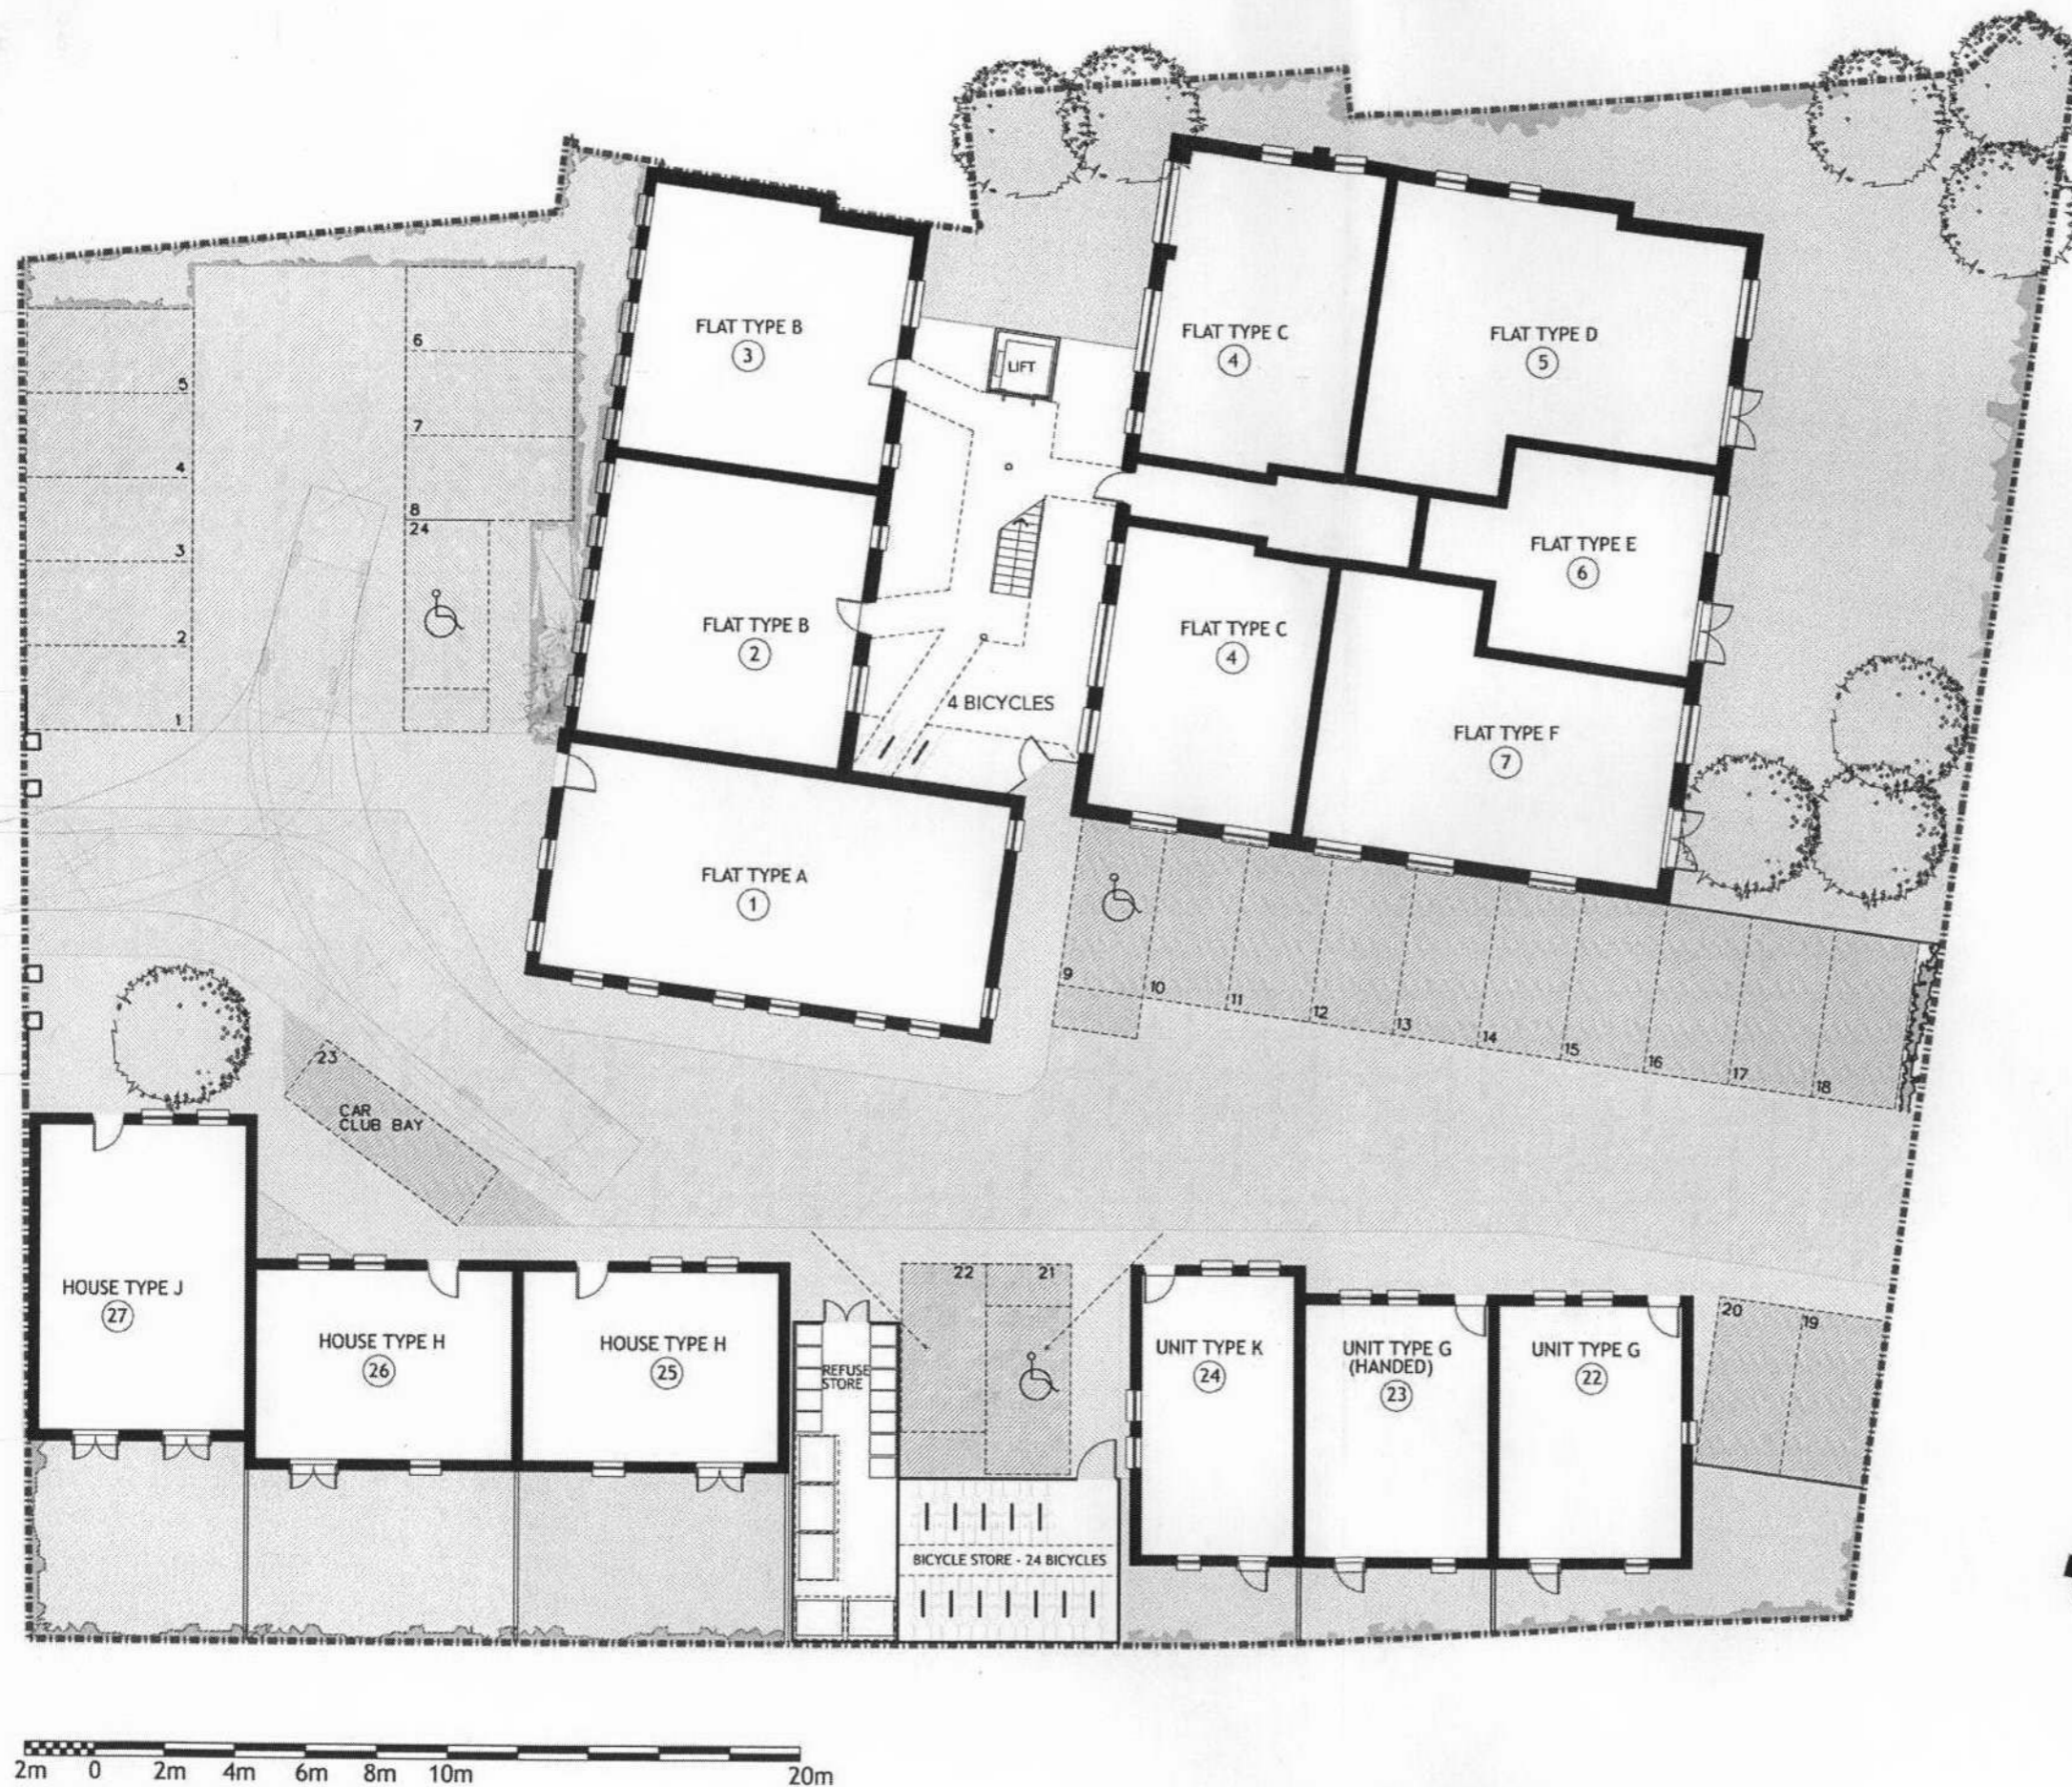 FLAT TYPE B
3
LIFT
FLAT TYPE C
4
FLAT TYPE D
5
FLAT TYPE B
2
4 BICYCLES
FLAT TYPE C
4
FLAT TYPE E
6
FLAT TYPE F
7
FLAT TYPE A
1
5
4
3
2
1
6
7
8
24
9
10
11
12
13
14
15
16
17
18
23
CAR
CLUB BAY
HOUSE TYPE J
27
HOUSE TYPE H
26
HOUSE TYPE H
25
REFUSE
STORE
22
21
BICYCLE STORE - 24 BICYCLES
UNIT TYPE K
24
UNIT TYPE G
(HANDED)
23
UNIT TYPE G
22
20
19
2m 0 2m 4m 6m 8m 10m 20m